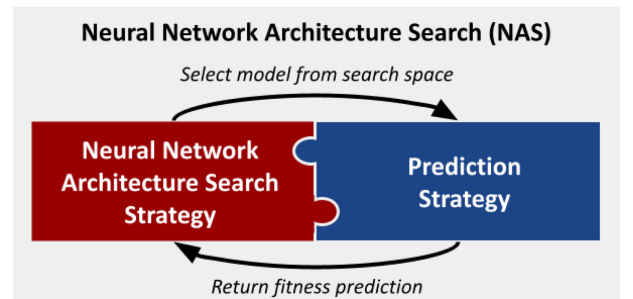 Neural Network Architecture Search (NAS)
Select model from search space
Neural Network
Architecture Search
Strategy
Prediction
Strategy
Return fitness prediction